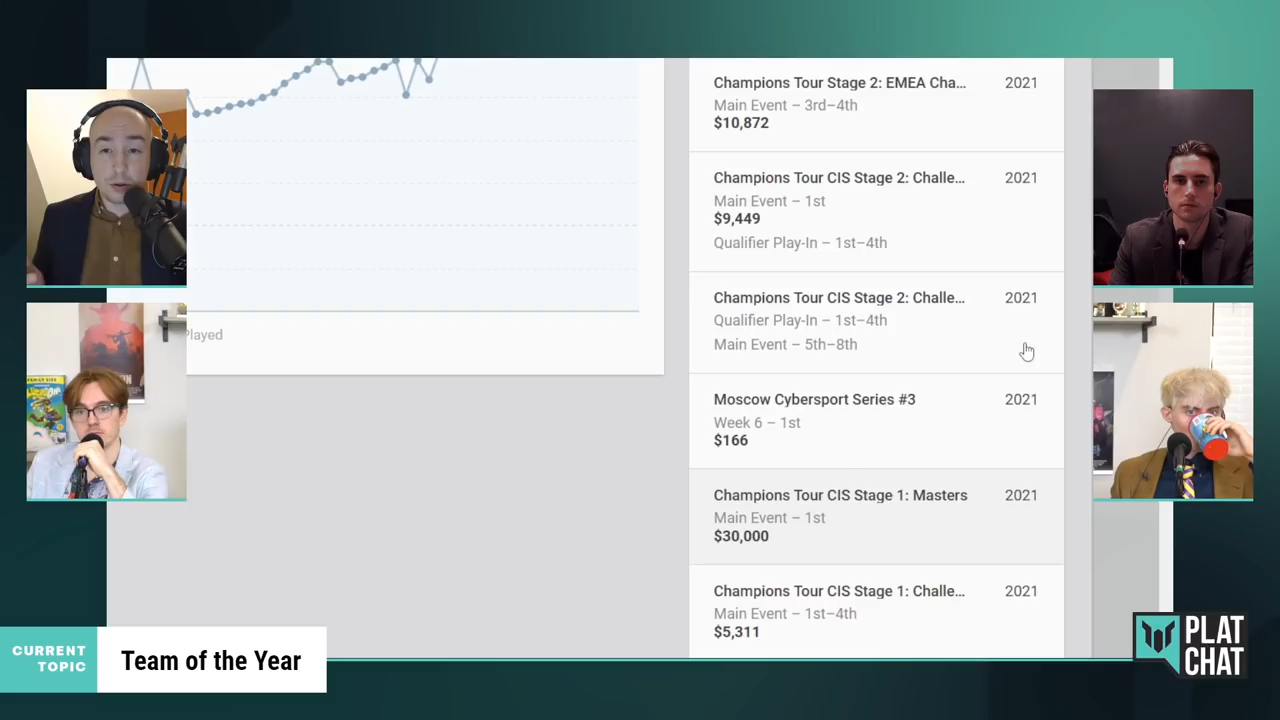 Champions Tour Stage 2: EMEA Cha... 2021
Main Event – 3rd–4th
$10,872
Champions Tour CIS Stage 2: Challe... 2021
Main Event – 1st
$9,449
Qualifier Play-In – 1st–4th
Champions Tour CIS Stage 2: Challe... 2021
Qualifier Play-In – 1st–4th
Main Event – 5th–8th
Played
Moscow Cybersport Series #3 2021
Week 6 – 1st
$166
Champions Tour CIS Stage 1: Masters 2021
Main Event – 1st
$30,000
Champions Tour CIS Stage 1: Challe... 2021
Main Event – 1st–4th
$5,311
CURRENT
TOPIC
Team of the Year
PLAT
CHAT